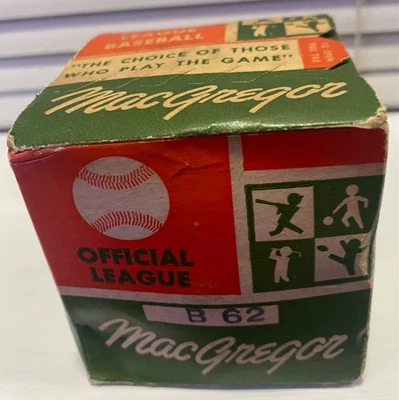 LEAGUE
BASEBALL
"THE CHOICE OF THOSE
WHO PLAY THE GAME"
MacGregor
OFFICIAL
LEAGUE
B 62
MacGregor